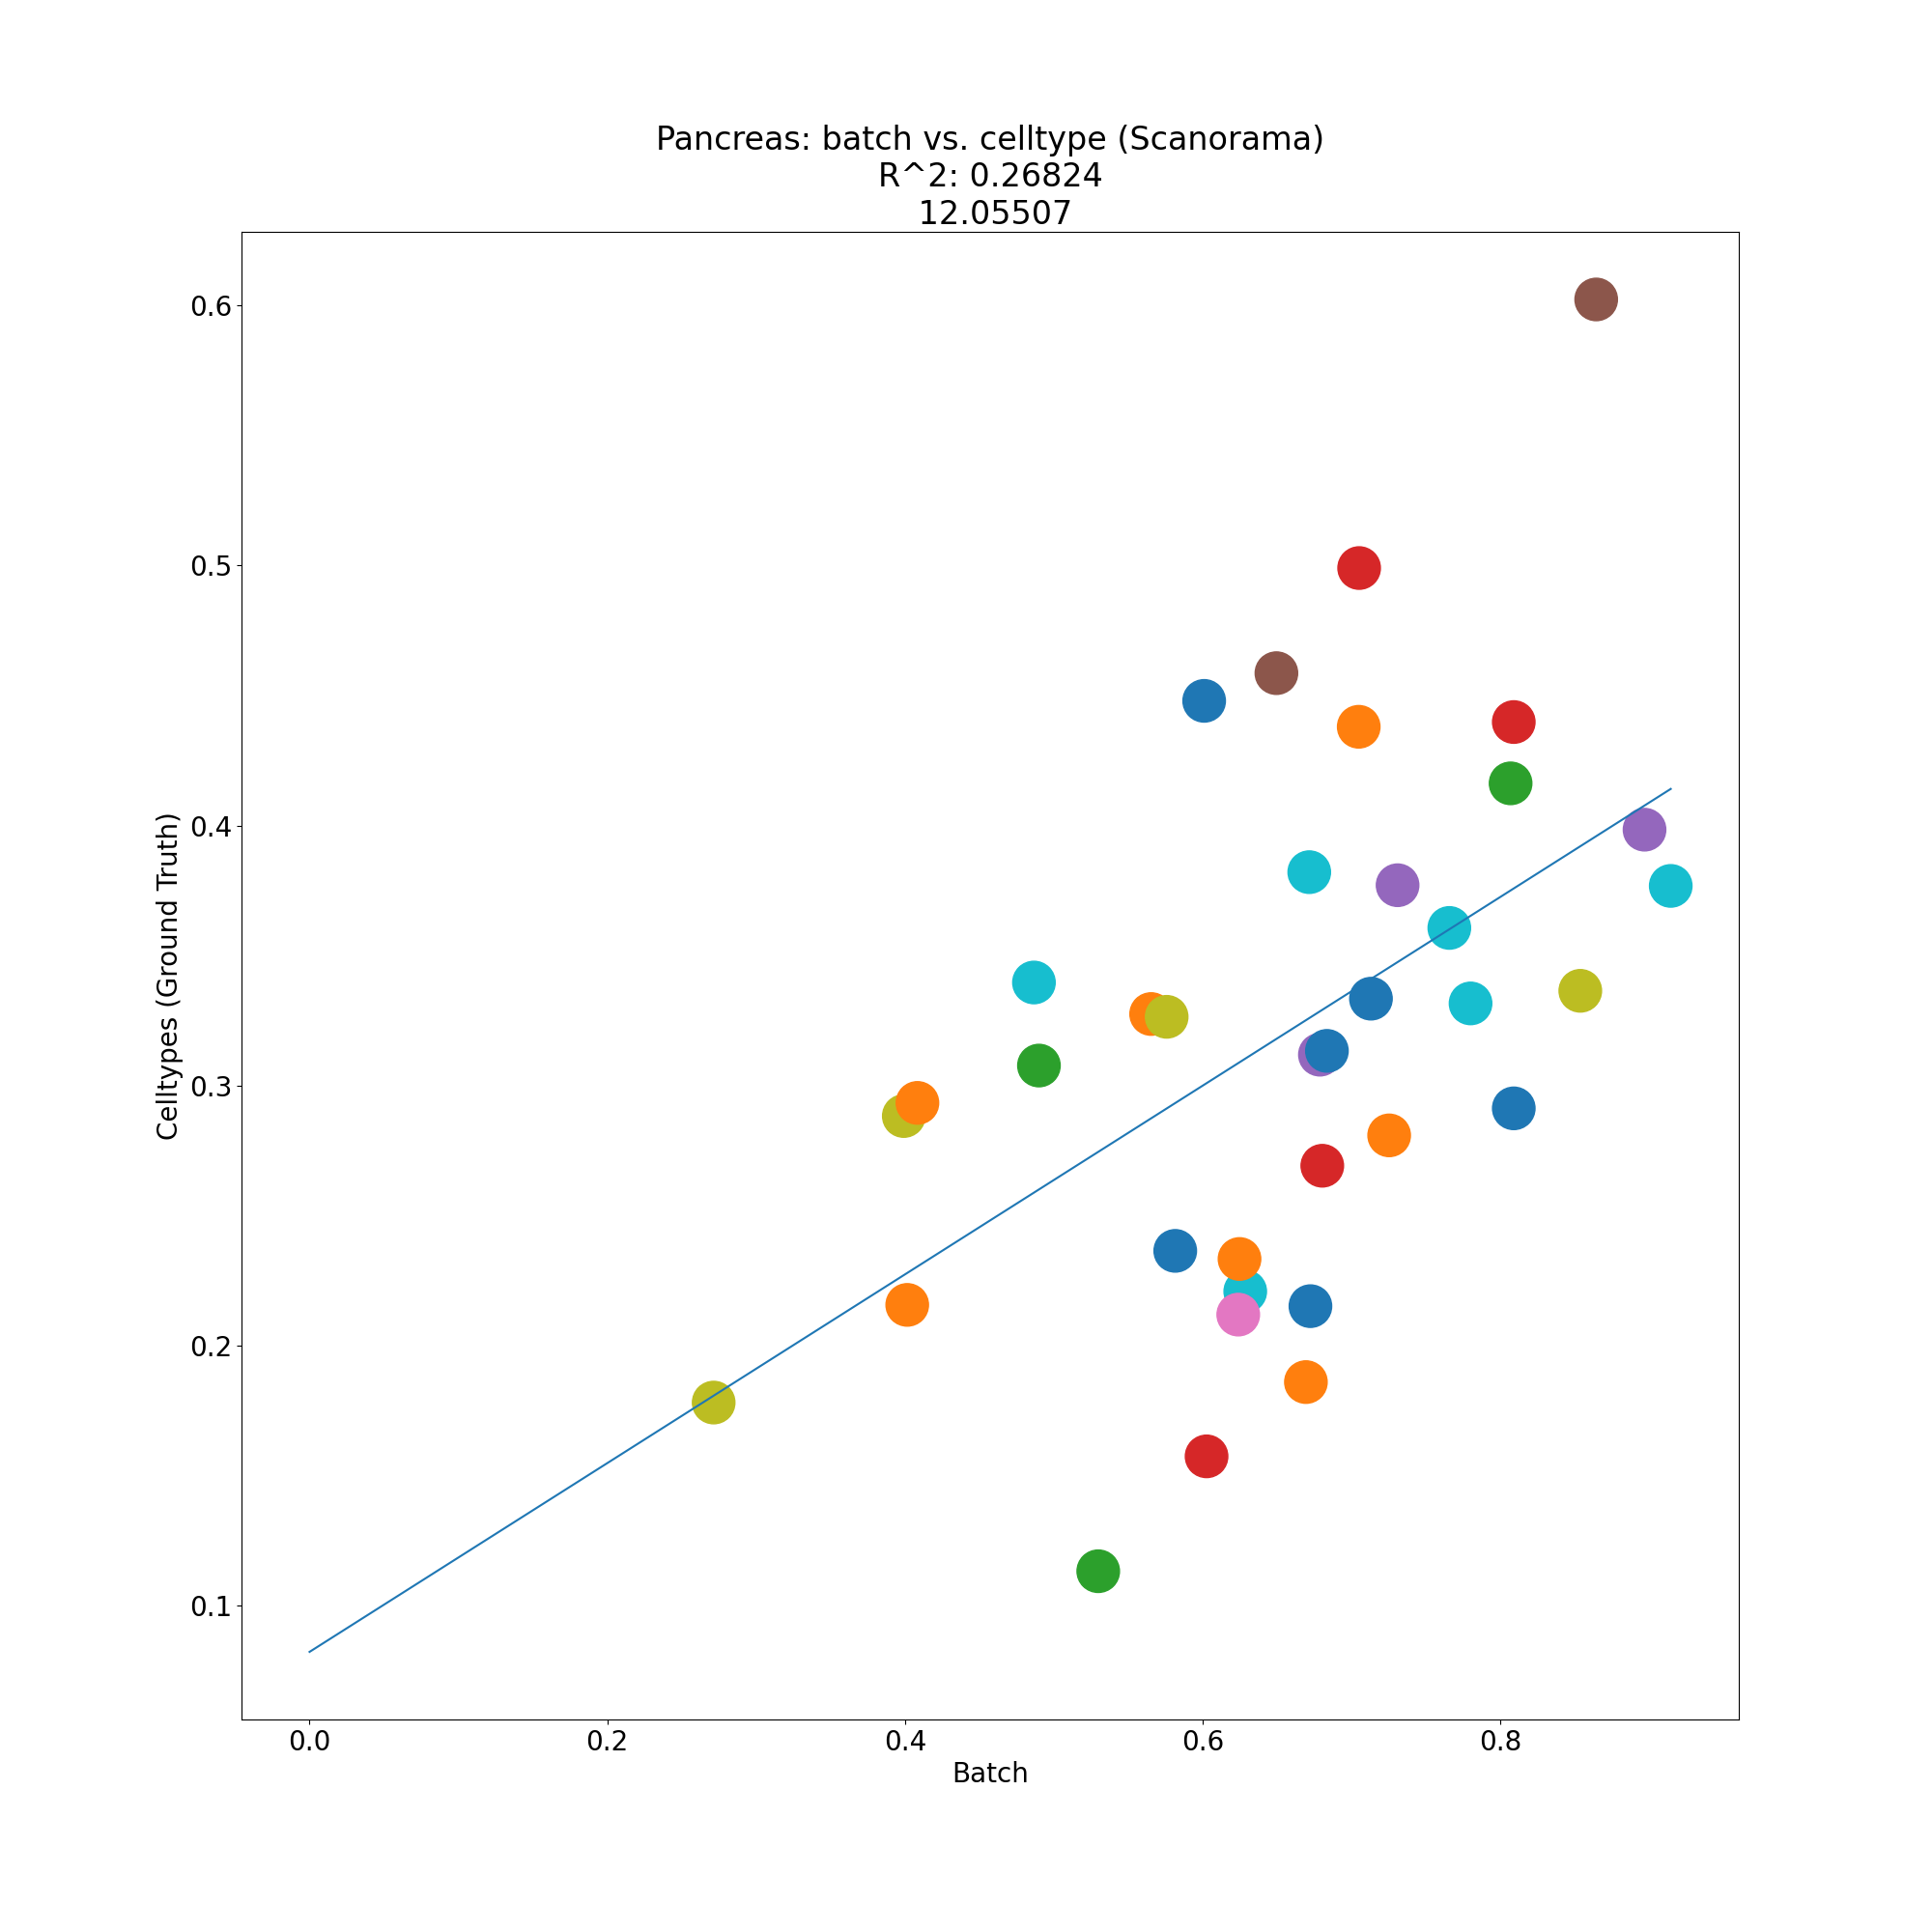 Pancreas: batch vs. celltype (Scanorama)
R^2: 0.26824
12.05507
0.6
0.5
0.4
0.3
0.2
0.1
Celltypes (Ground Truth)
0.0 0.2 0.4 0.6 0.8
Batch